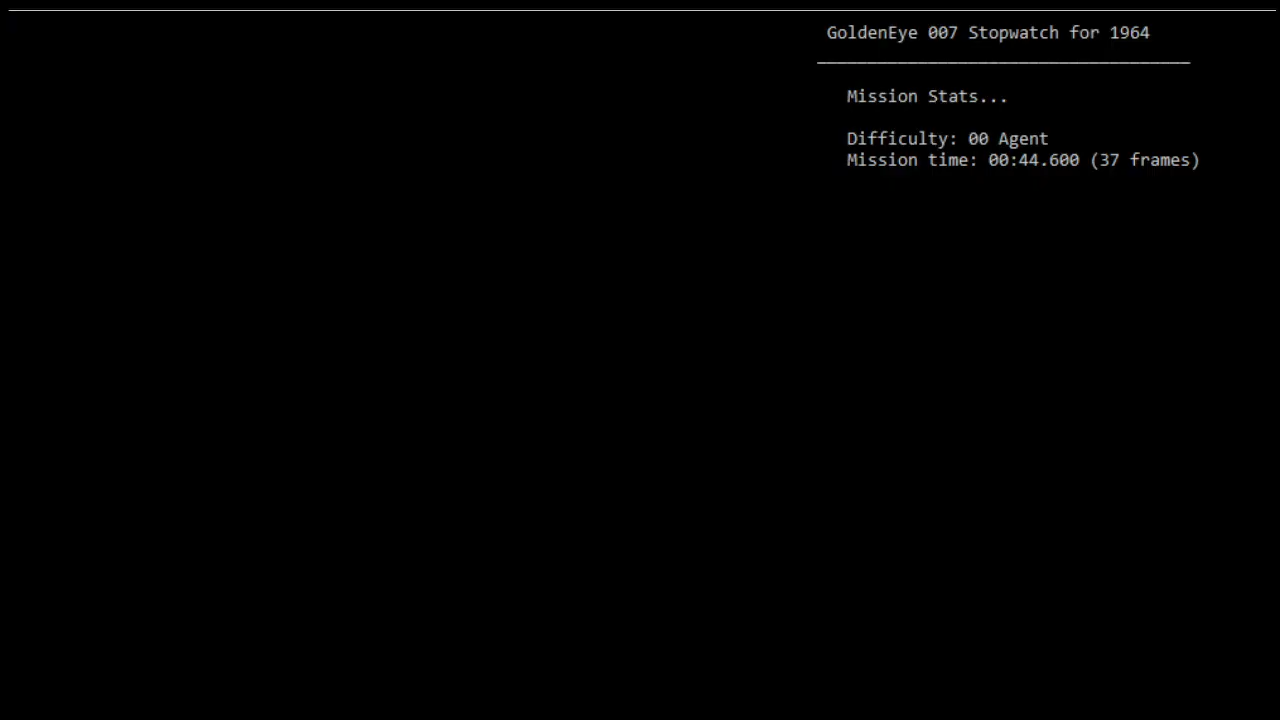 GoldenEye 007 Stopwatch for 1964
Mission Stats...
Difficulty: 00 Agent
Mission time: 00:44.600 (37 frames)